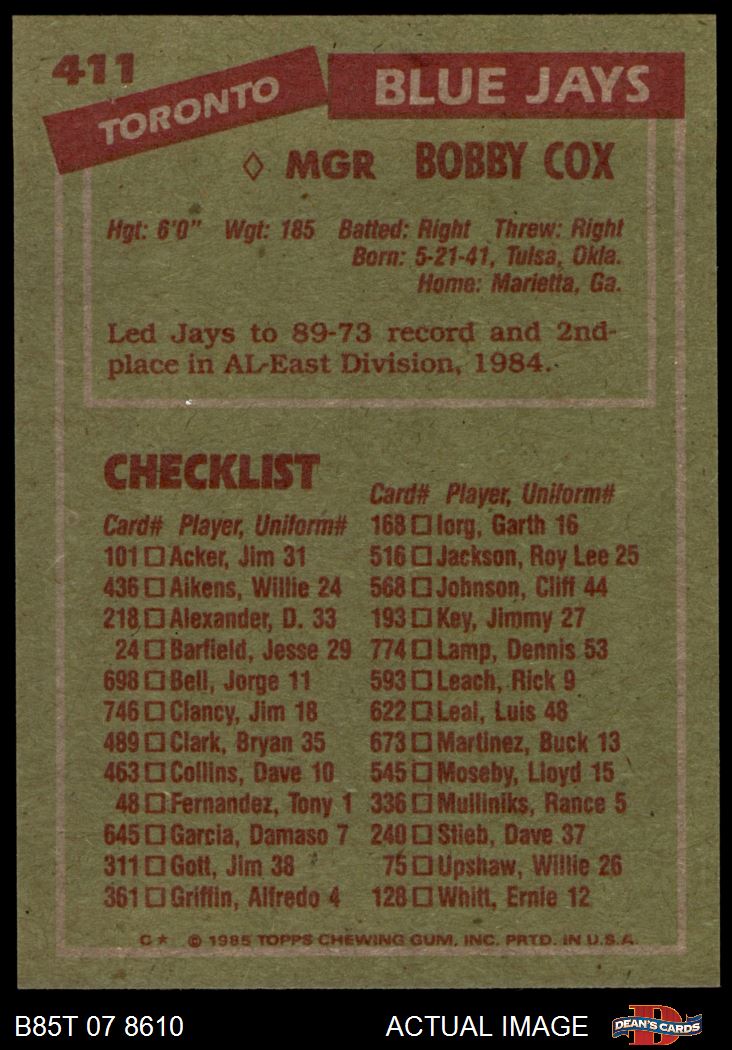 411
TORONTO BLUE JAYS
◊ MGR BOBBY COX
Hgt: 6'0" Wgt: 185 Batted: Right Threw: Right
Born: 5-21-41, Tulsa, Okla.
Home: Marietta, Ga.
Led Jays to 89-73 record and 2nd-
place in AL-East Division, 1984.
CHECKLIST
Card# Player, Uniform#
101 ☐ Acker, Jim 31
436 ☐ Aikens, Willie 24
218 ☐ Alexander, D. 33
24 ☐ Barfield, Jesse 29
698 ☐ Bell, Jorge 11
746 ☐ Clancy, Jim 18
489 ☐ Clark, Bryan 35
463 ☐ Collins, Dave 10
48 ☐ Fernandez, Tony 1
645 ☐ Garcia, Damaso 7
311 ☐ Gott, Jim 38
361 ☐ Griffin, Alfredo 4
Card# Player, Uniform#
168 ☐ Iorg, Garth 16
516 ☐ Jackson, Roy Lee 25
568 ☐ Johnson, Cliff 44
193 ☐ Key, Jimmy 27
774 ☐ Lamp, Dennis 53
593 ☐ Leach, Rick 9
622 ☐ Leal, Luis 48
673 ☐ Martinez, Buck 13
545 ☐ Moseby, Lloyd 15
336 ☐ Mulliniks, Rance 5
240 ☐ Stieb, Dave 37
75 ☐ Upshaw, Willie 26
128 ☐ Whitt, Ernie 12
C★ © 1985 TOPPS CHEWING GUM, INC. PRTD. IN U.S.A.
B85T 07 8610 ACTUAL IMAGE D DEAN'S CARDS